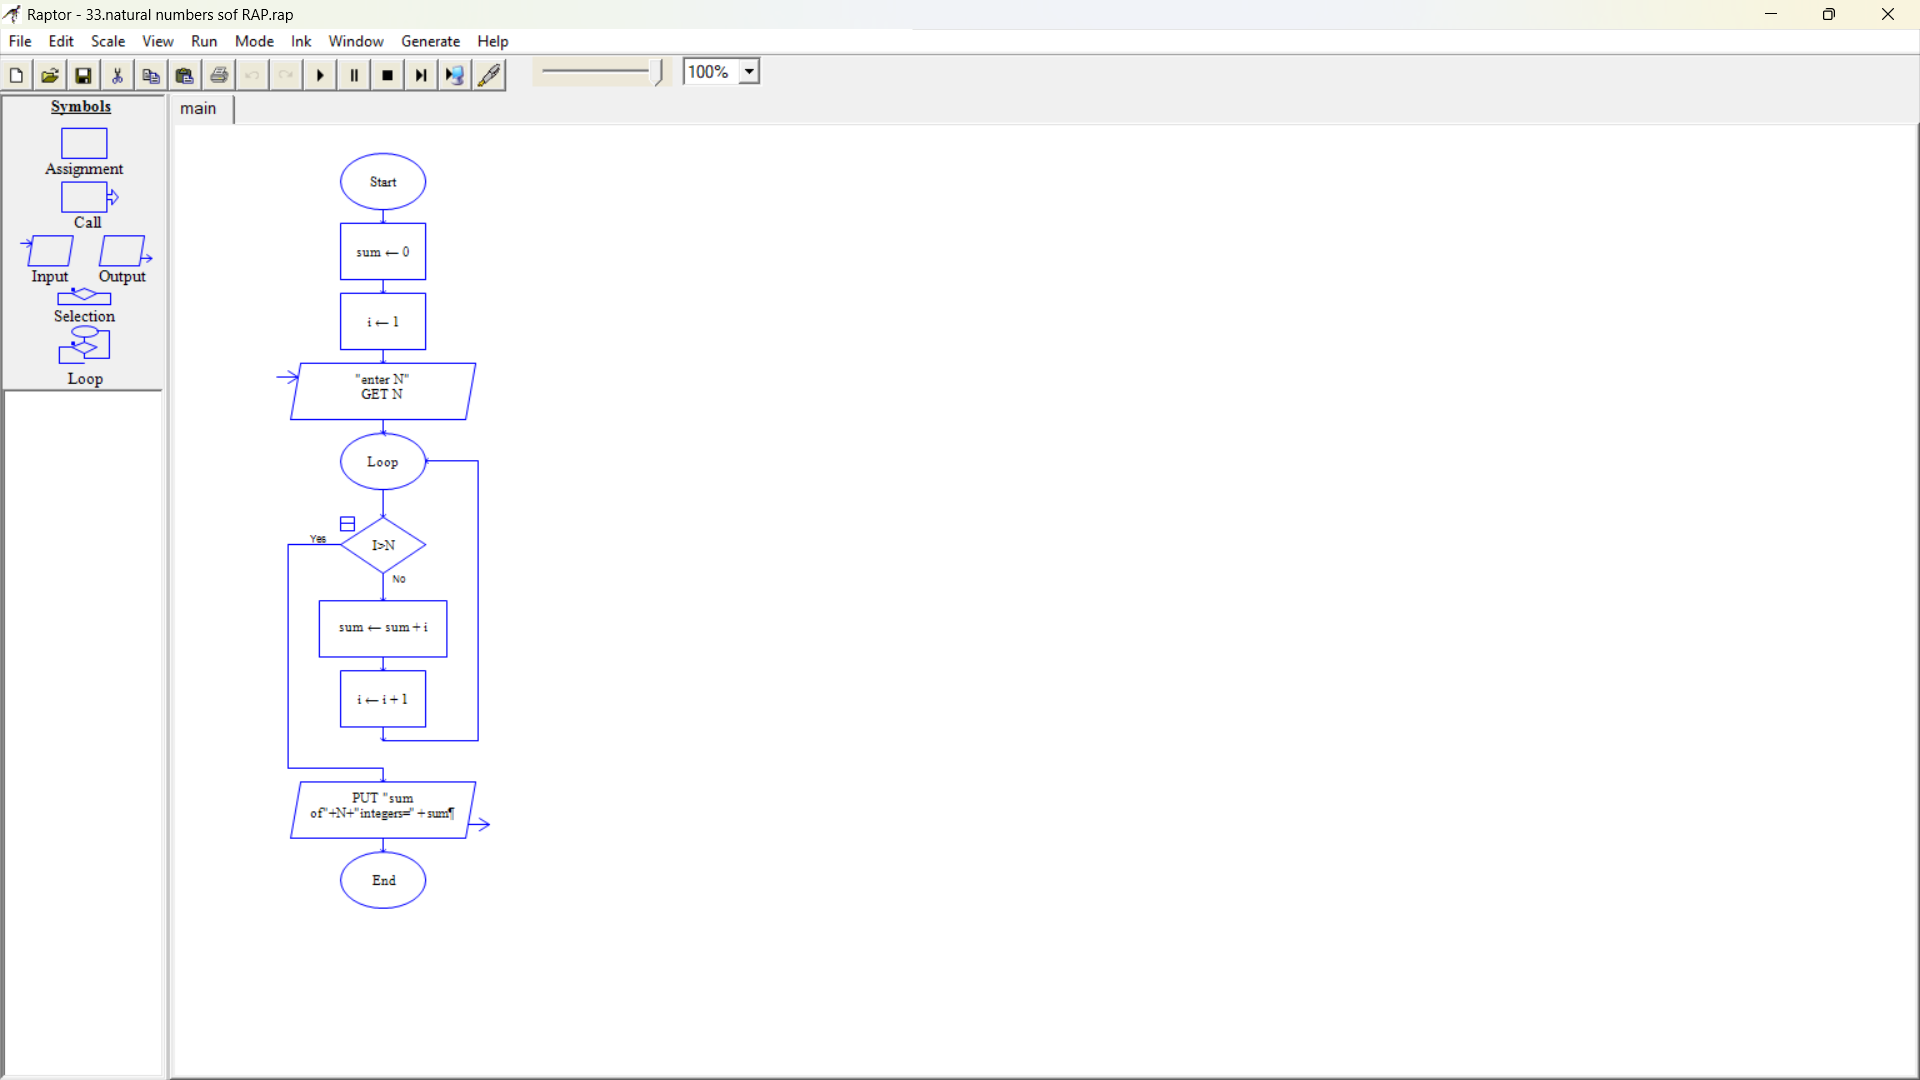 Raptor - 33.natural numbers sof RAP.rap
File Edit Scale View Run Mode Ink Window Generate Help
100%
Symbols
Assignment
Call
Input Output
Selection
Loop
main
Start
sum ← 0
i ← 1
"enter N"
GET N
Loop
Yes
I>N
No
sum ← sum + i
i ← i + 1
PUT "sum
of"+N+"integers=" + sum¶
End